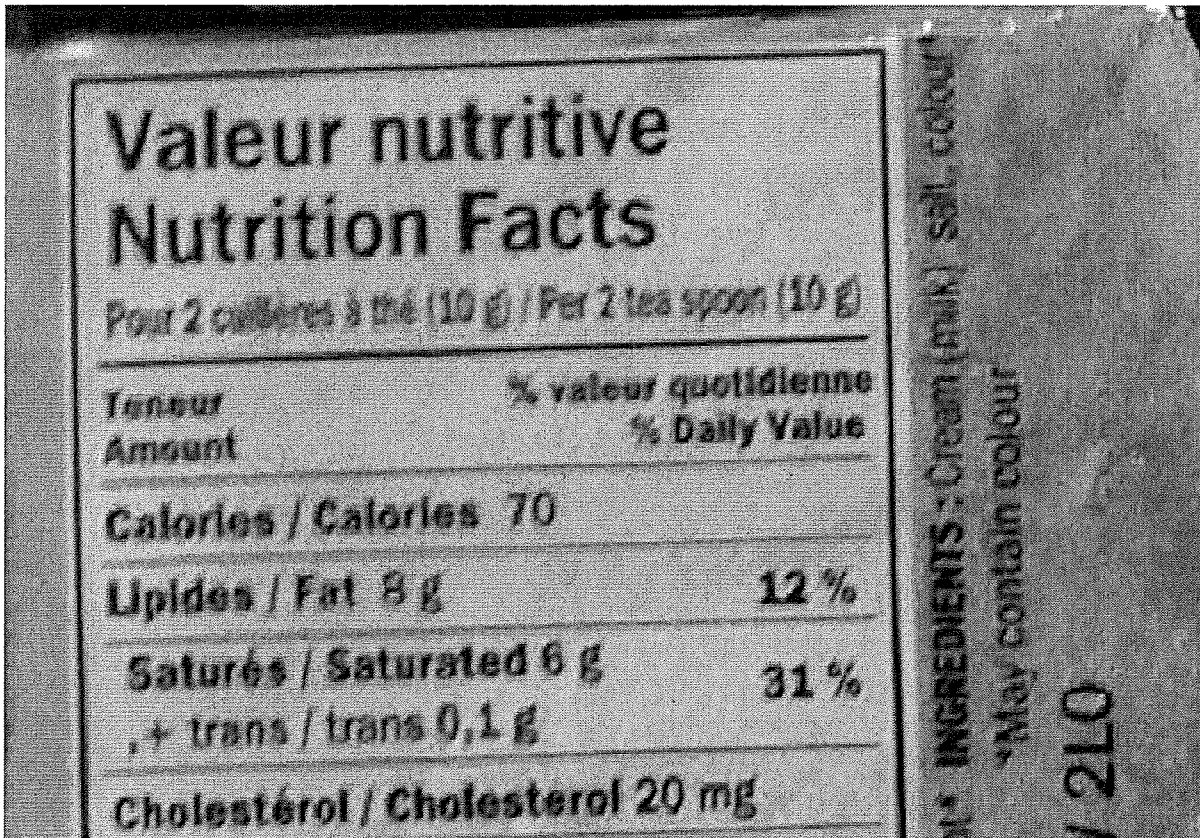 Valeur nutritive
Nutrition Facts
Pour 2 cuillères à thé (10 g) / Per 2 tea spoon (10 g)
Teneur % valeur quotidienne
Amount % Daily Value
Calories / Calories 70
Lipides / Fat 8 g 12 %
Saturés / Saturated 6 g 31 %
+ trans / trans 0,1 g
Cholestérol / Cholesterol 20 mg
INGREDIENTS : Cream (milk) salt, colour*
*May contain colour
2L0